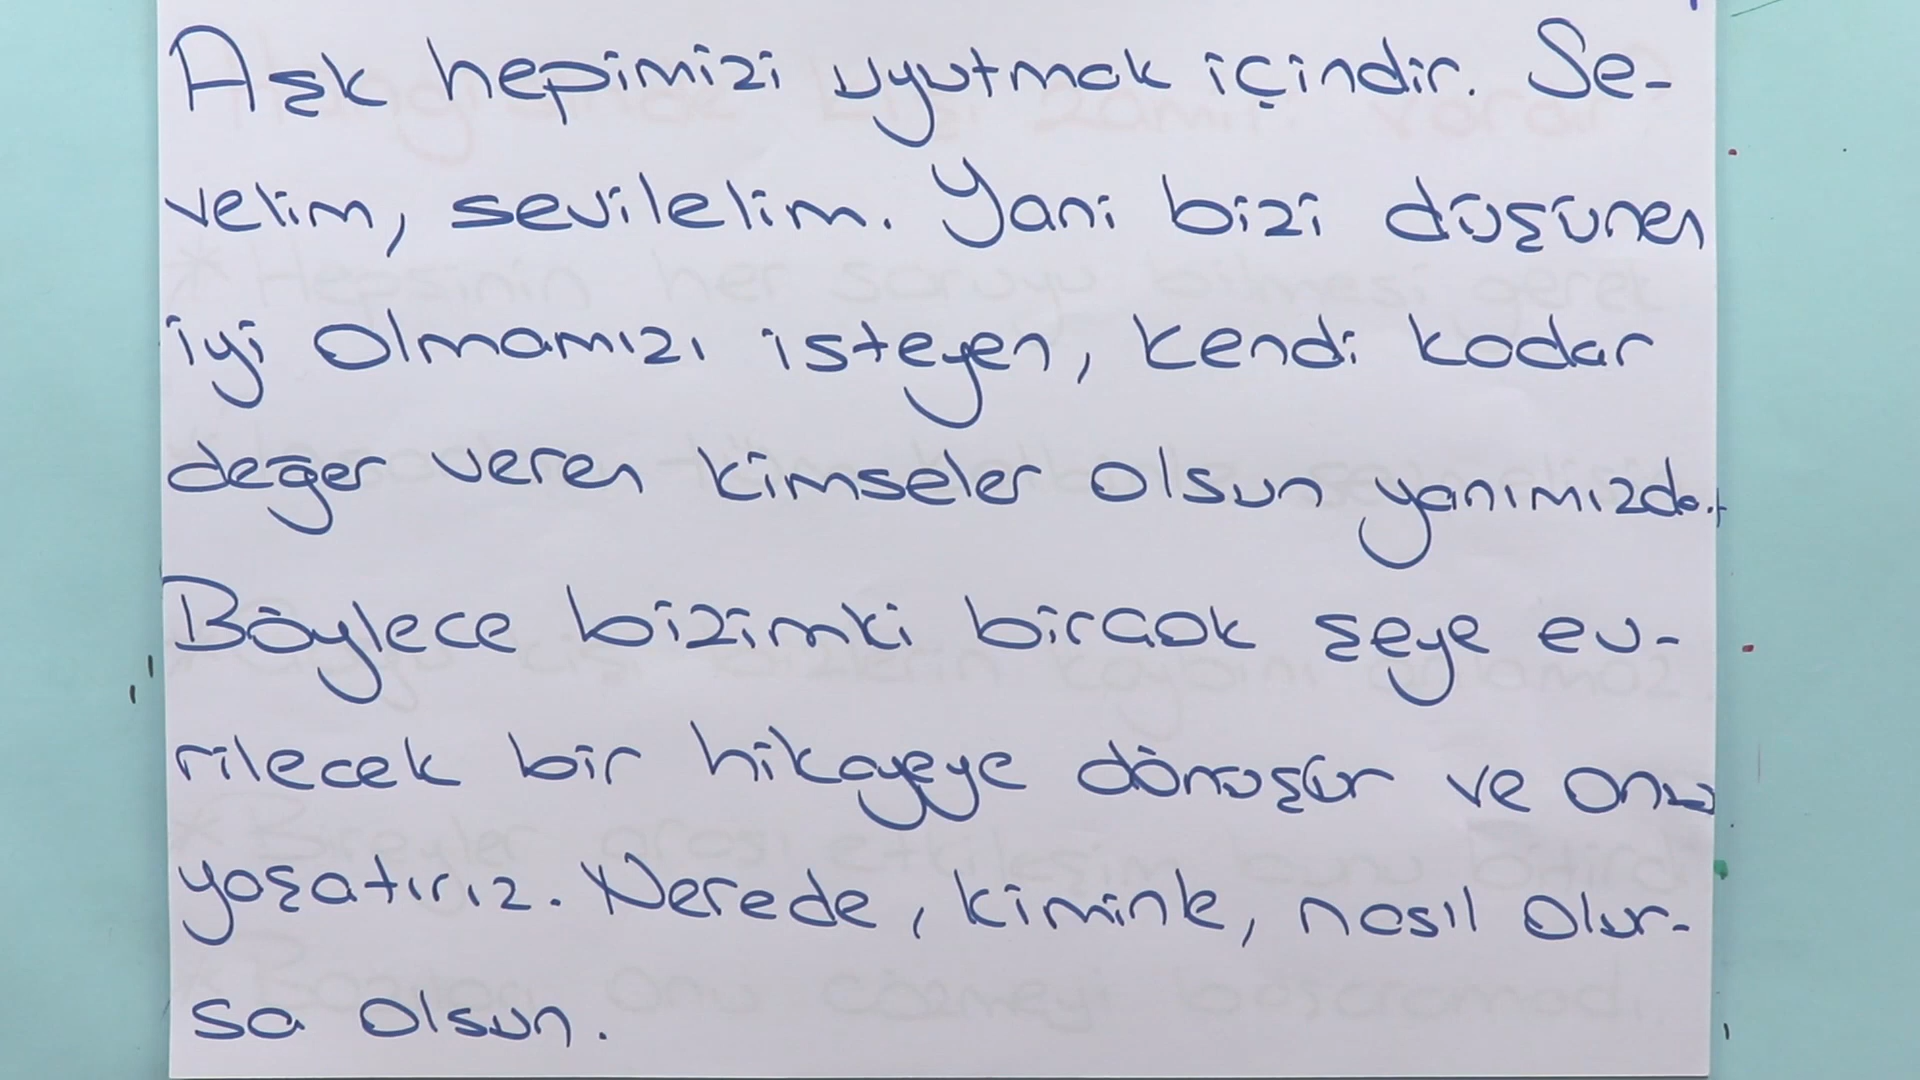 Aşk hepimizi uyutmak içindir. Se-
velim, sevilelim. Yani bizi düşünen
iyi olmamızı isteyen, kendi kadar
değer veren kimseler olsun yanımızda.
Böylece bizimki birçok şeye ev-
rilecek bir hikayeye dönüşür ve onu
yaşatırız. Nerede, kiminle, nasıl olur-
sa olsun.